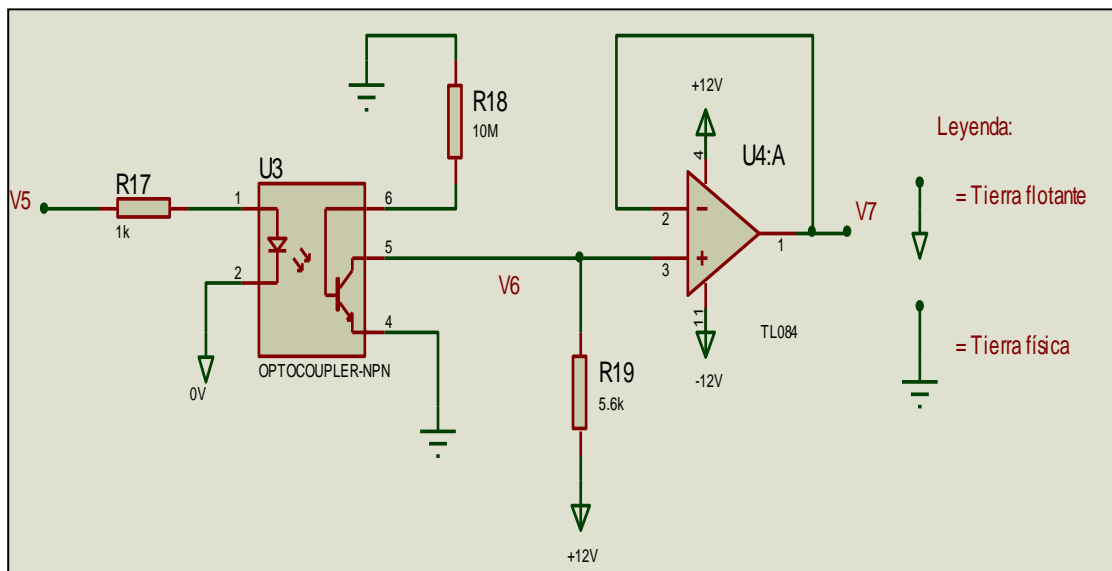 R18
10M
+12V
4
U4:A
Leyenda:
V5
R17
1k
U3
1
6
2
1
V7
= Tierra flotante
2
5
V6
3
4
11
TL084
-12V
= Tierra física
0V
OPTOCOUPLER-NPN
R19
5.6k
+12V